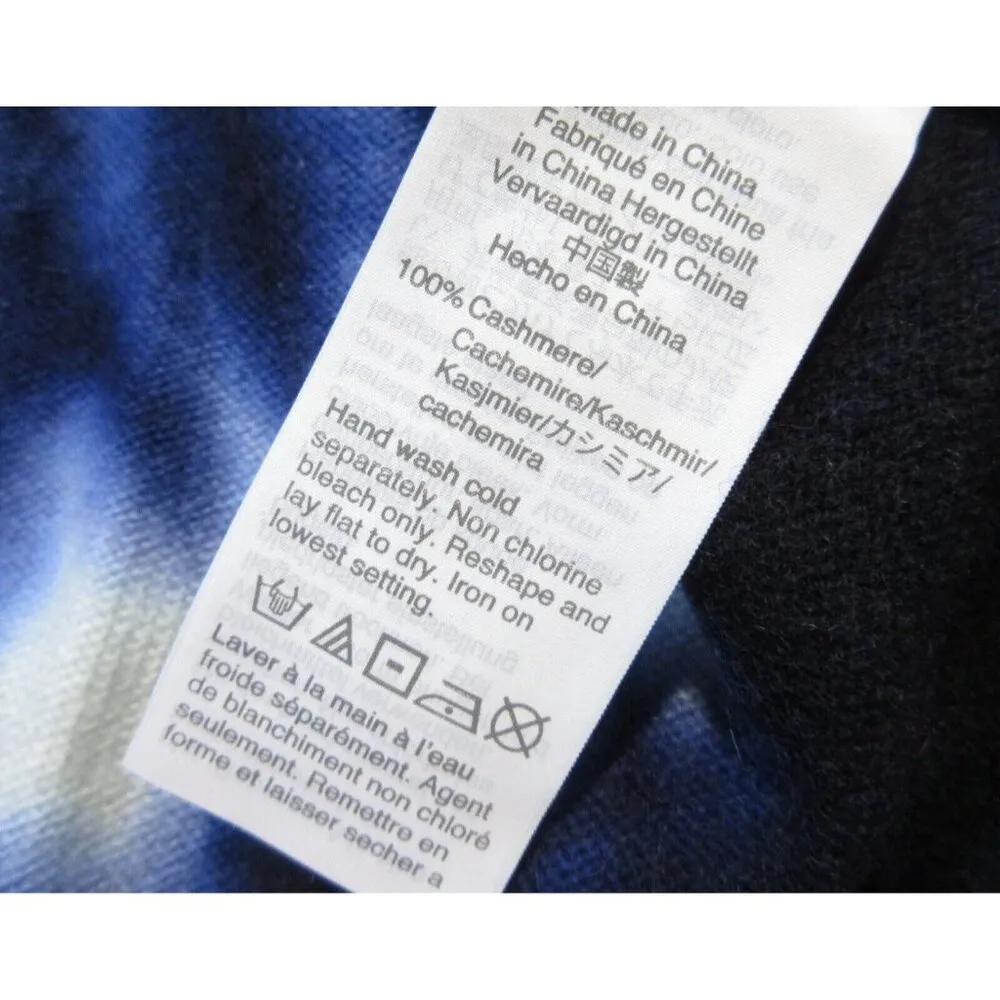 Made in China
Fabriqué en Chine
in China Hergestellt
Vervaardigd in China
中国製
Hecho en China
100% Cashmere/
Cachemire/Kaschmir/
Kasjmier/カシミア/
cachemira
Hand wash cold
separately. Non chlorine
bleach only. Reshape and
lay flat to dry. Iron on
lowest setting.
Laver à la main à l'eau
froide séparément. Agent
de blanchiment non chloré
seulement. Remettre en
forme et laisser secher a